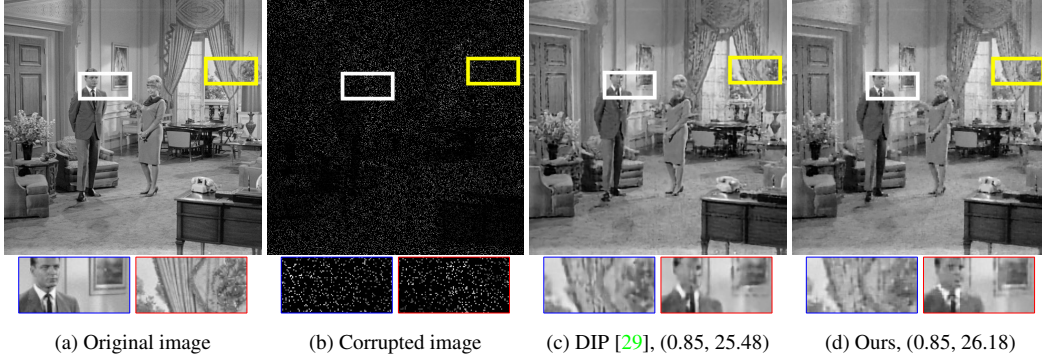 (a) Original image
(b) Corrupted image
(c) DIP [29], (0.85, 25.48)
(d) Ours, (0.85, 26.18)